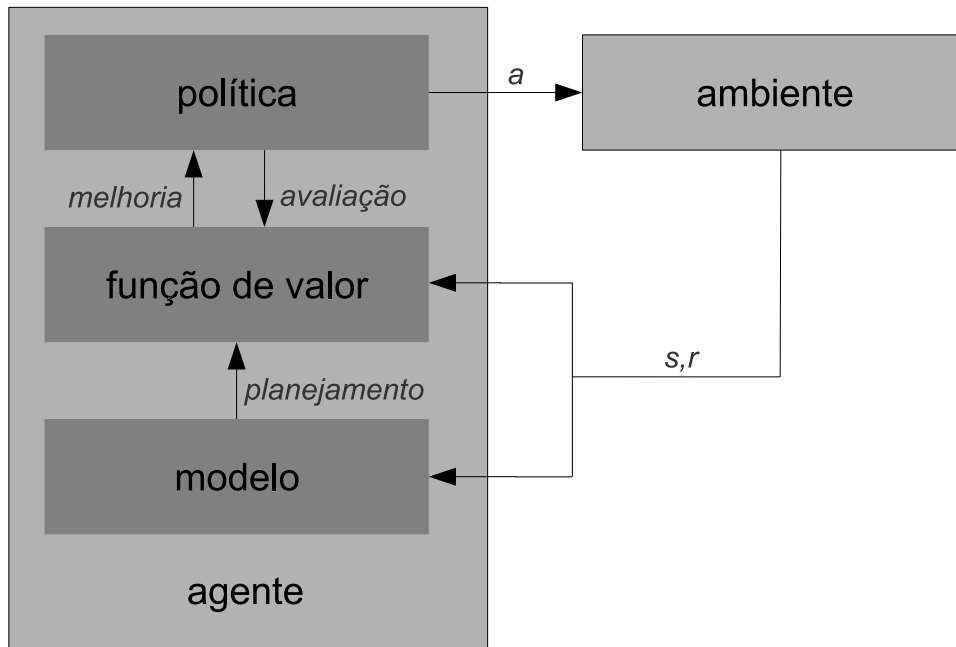 política
a
ambiente
melhoria
avaliação
função de valor
s,r
planejamento
modelo
agente